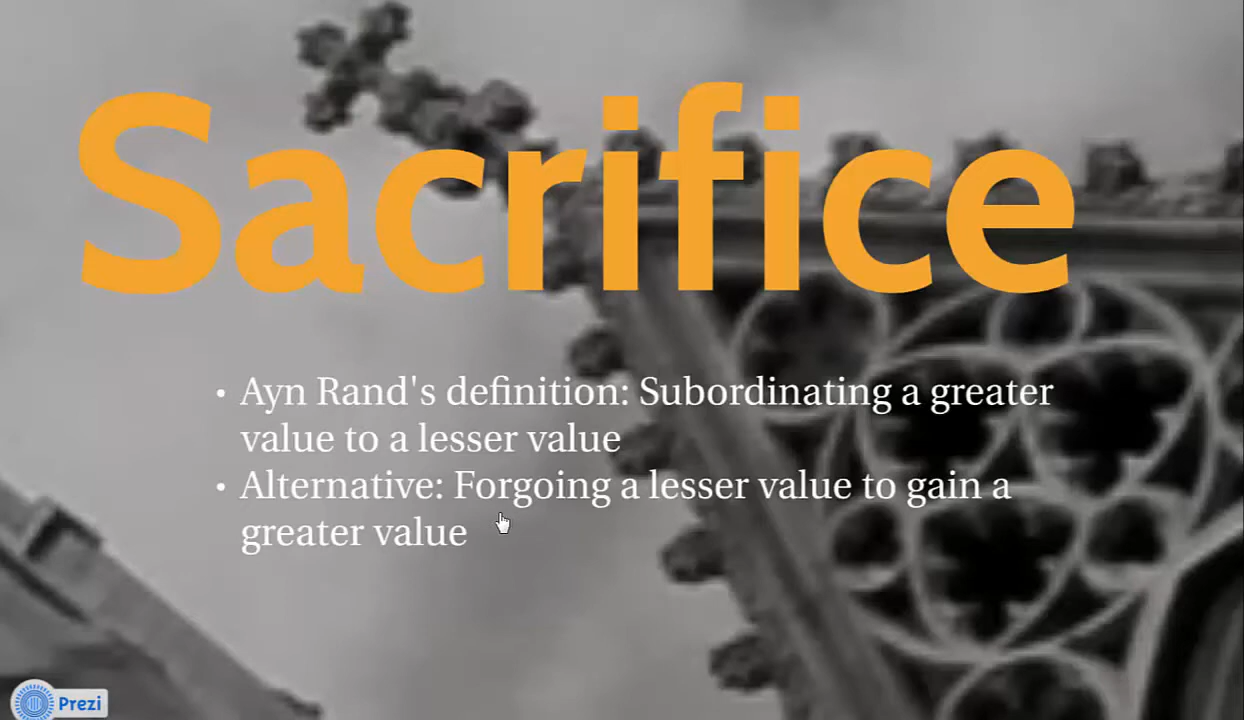 Sacrifice
• Ayn Rand's definition: Subordinating a greater
value to a lesser value
• Alternative: Forgoing a lesser value to gain a
greater value
Prezi